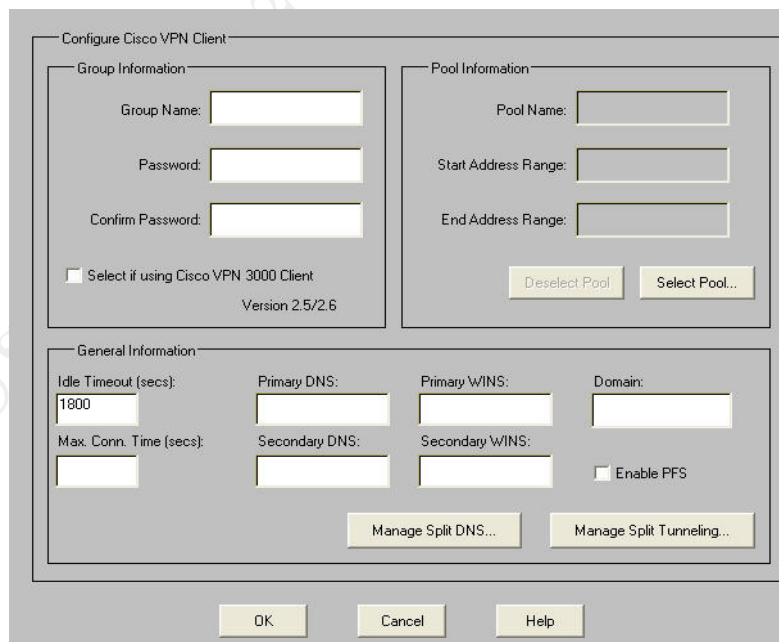 Configure Cisco VPN Client
Group Information
Group Name:
Password:
Confirm Password:
Select if using Cisco VPN 3000 Client
Version 2.5/2.6
Pool Information
Pool Name:
Start Address Range:
End Address Range:
Deselect Pool
Select Pool...
General Information
Idle Timeout (secs):
Primary DNS:
Primary WINS:
Domain:
1800
Max. Conn. Time (secs):
Secondary DNS:
Secondary WINS:
Enable PFS
Manage Split DNS...
Manage Split Tunneling...
OK
Cancel
Help